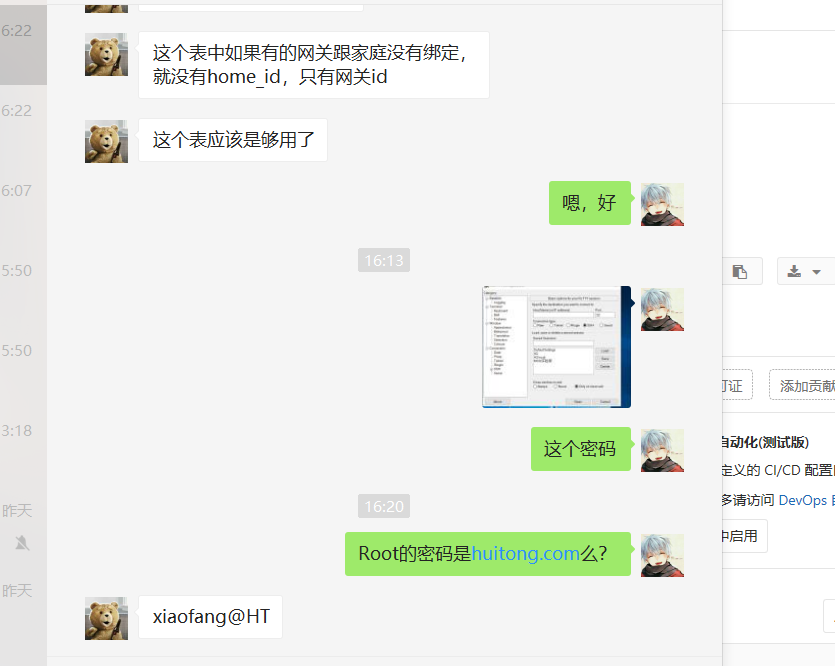 6:22
6:22
6:07
5:50
5:50
3:18
昨天
昨天
这个表中如果有的网关跟家庭没有绑定，
就没有home_id，只有网关id
这个表应该是够用了
嗯，好
16:13
这个密码
16:20
Root的密码是huitong.com么？
xiaofang@HT
可证
添加贡献
自动化(测试版)
定义的 CI/CD 配置
多请访问 DevOps
中启用